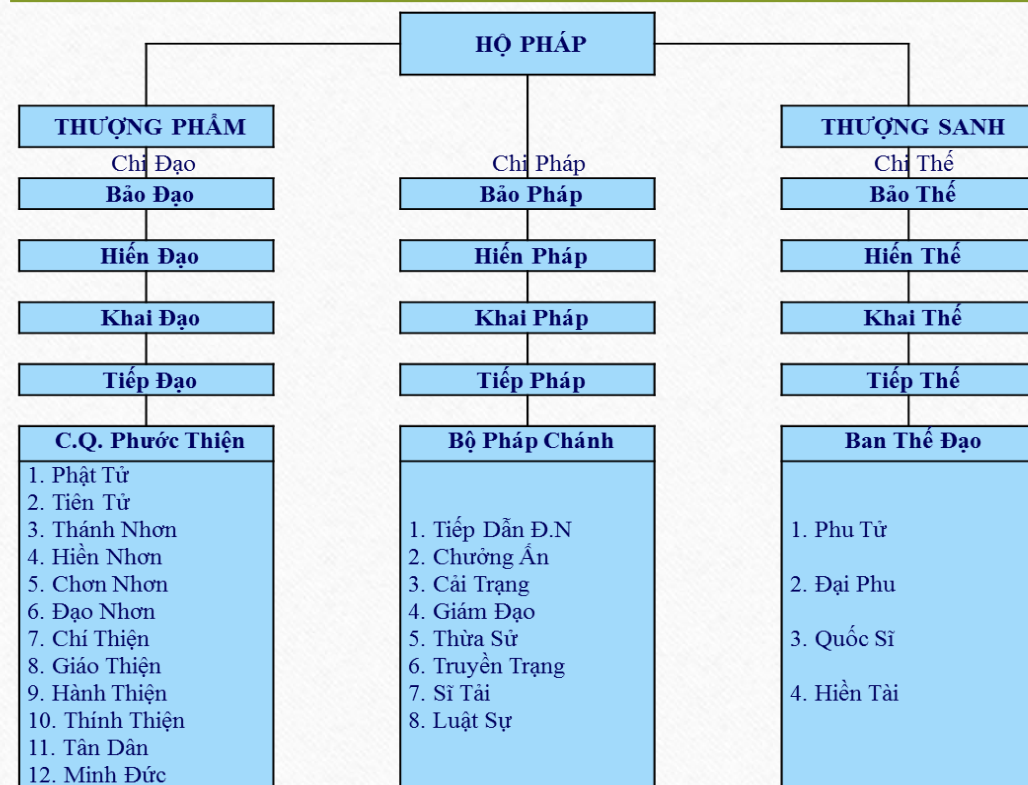 HỘ PHÁP
THƯỢNG PHẨM
Chi Đạo
Bảo Đạo
Hiến Đạo
Khai Đạo
Tiếp Đạo
C.Q. Phước Thiện
1. Phật Tử
2. Tiên Tử
3. Thánh Nhơn
4. Hiền Nhơn
5. Chơn Nhơn
6. Đạo Nhơn
7. Chí Thiện
8. Giáo Thiện
9. Hành Thiện
10. Thính Thiện
11. Tân Dân
12. Minh Đức
Chi Pháp
Bảo Pháp
Hiến Pháp
Khai Pháp
Tiếp Pháp
Bộ Pháp Chánh
1. Tiếp Dẫn Đ.N
2. Chưởng Ấn
3. Cải Trạng
4. Giám Đạo
5. Thừa Sử
6. Truyền Trạng
7. Sĩ Tải
8. Luật Sự
THƯỢNG SANH
Chi Thế
Bảo Thế
Hiến Thế
Khai Thế
Tiếp Thế
Ban Thế Đạo
1. Phu Tử
2. Đại Phu
3. Quốc Sĩ
4. Hiền Tài